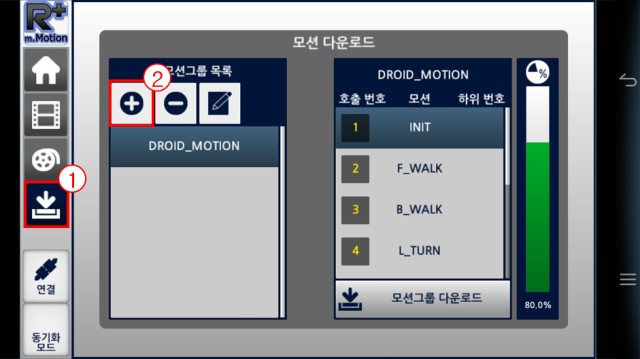 R+
m.Motion
모션 다운로드
모션그룹 목록
2
DROID_MOTION
1
연결
동기화
모드
DROID_MOTION
호출 번호 모션 하위 번호
1 INIT
2 F_WALK
3 B_WALK
4 L_TURN
모션그룹 다운로드
%
80.0%